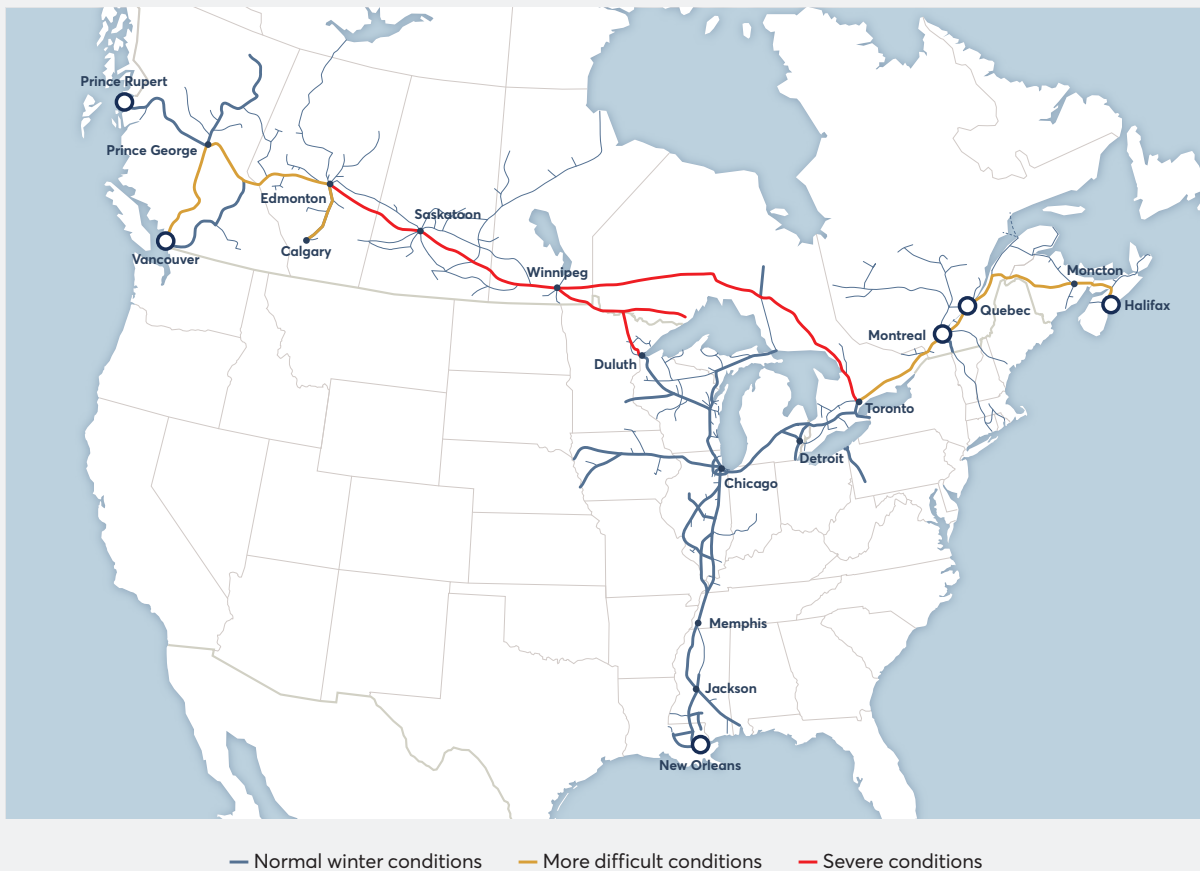 Prince Rupert
Prince George
Edmonton
Saskatoon
Calgary
Vancouver
Winnipeg
Moncton
Quebec
Halifax
Montreal
Duluth
Toronto
Detroit
Chicago
Memphis
Jackson
New Orleans
Normal winter conditions
More difficult conditions
Severe conditions